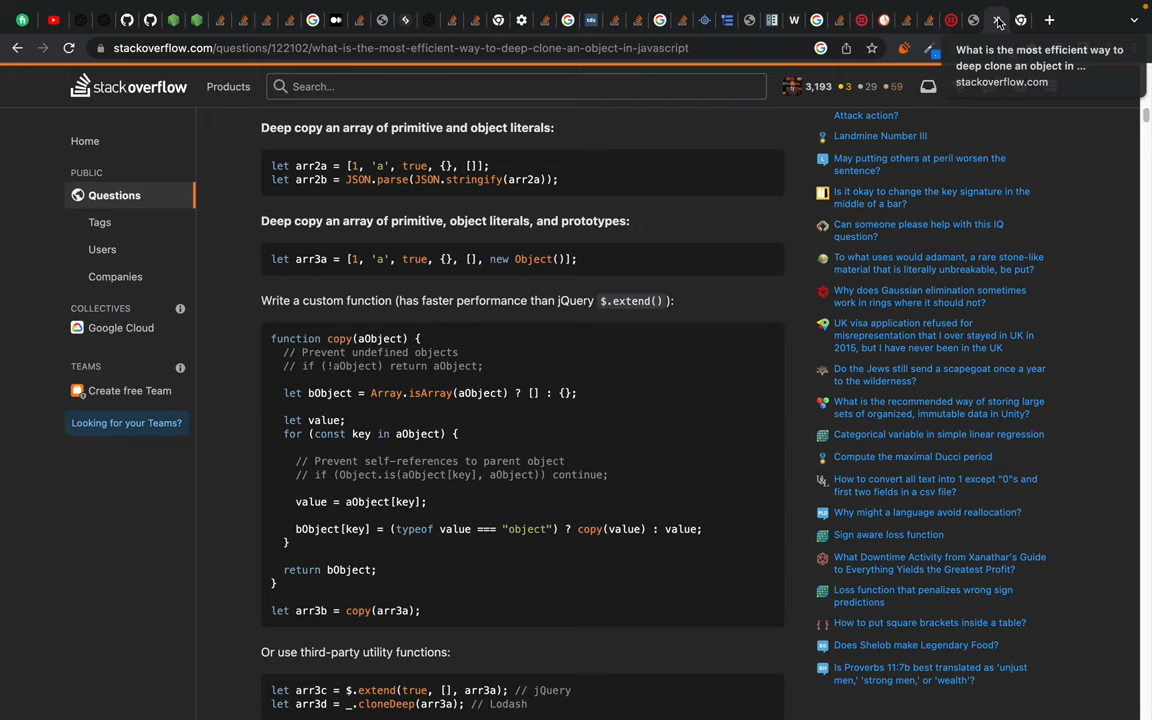 stackoverflow.com/questions/122102/what-is-the-most-efficient-way-to-deep-clone-an-object-in-javascript
What is the most efficient way to
deep clone an object in ...
stackoverflow.com
stackoverflow
Products
Search...
3,193
3
29
59
Home
PUBLIC
Questions
Tags
Users
Companies
COLLECTIVES
Google Cloud
TEAMS
Create free Team
Looking for your Teams?
Deep copy an array of primitive and object literals:
let arr2a = [1, 'a', true, {}, []];
let arr2b = JSON.parse(JSON.stringify(arr2a));
Deep copy an array of primitive, object literals, and prototypes:
let arr3a = [1, 'a', true, {}, [], new Object()];
Write a custom function (has faster performance than jQuery $.extend() ):
function copy(aObject) {
// Prevent undefined objects
// if (!aObject) return aObject;
let bObject = Array.isArray(aObject) ? [] : {};
let value;
for (const key in aObject) {
// Prevent self-references to parent object
// if (Object.is(aObject[key], aObject)) continue;
value = aObject[key];
bObject[key] = (typeof value === "object") ? copy(value) : value;
}
return bObject;
}
let arr3b = copy(arr3a);
Or use third-party utility functions:
let arr3c = $.extend(true, [], arr3a); // jQuery
let arr3d = _.cloneDeep(arr3a); // Lodash
Attack action?
Landmine Number III
May putting others at peril worsen the
sentence?
Is it okay to change the key signature in the
middle of a bar?
Can someone please help with this IQ
question?
To what uses would adamant, a rare stone-like
material that is literally unbreakable, be put?
Why does Gaussian elimination sometimes
work in rings where it should not?
UK visa application refused for
misrepresentation that I over stayed in UK in
2015, but I have never been in the UK
Do the Jews still send a scapegoat once a year
to the wilderness?
What is the recommended way of storing large
sets of organized, immutable data in Unity?
Categorical variable in simple linear regression
Compute the maximal Ducci period
How to convert all text into 1 except "0"s and
first two fields in a csv file?
Why might a language avoid reallocation?
Sign aware loss function
What Downtime Activity from Xanathar's Guide
to Everything Yields the Greatest Profit?
Loss function that penalizes wrong sign
predictions
How to put square brackets inside a table?
Does Shelob make Legendary Food?
Is Proverbs 11:7b best translated as 'unjust
men,' 'strong men,' or 'wealth'?